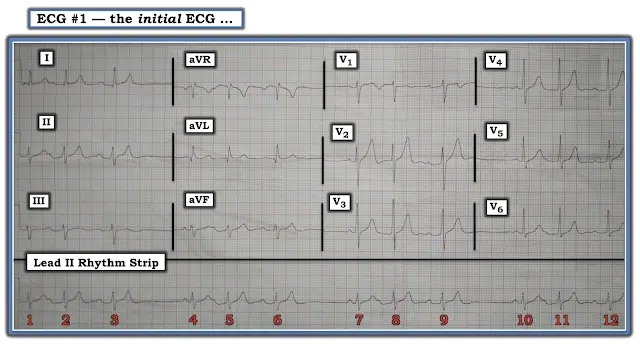 ECG #1 — the initial ECG ...
I
aVR
V1
V4
II
aVL
V2
V5
III
aVF
V3
V6
Lead II Rhythm Strip
1 2 3 4 5 6 7 8 9 10 11 12